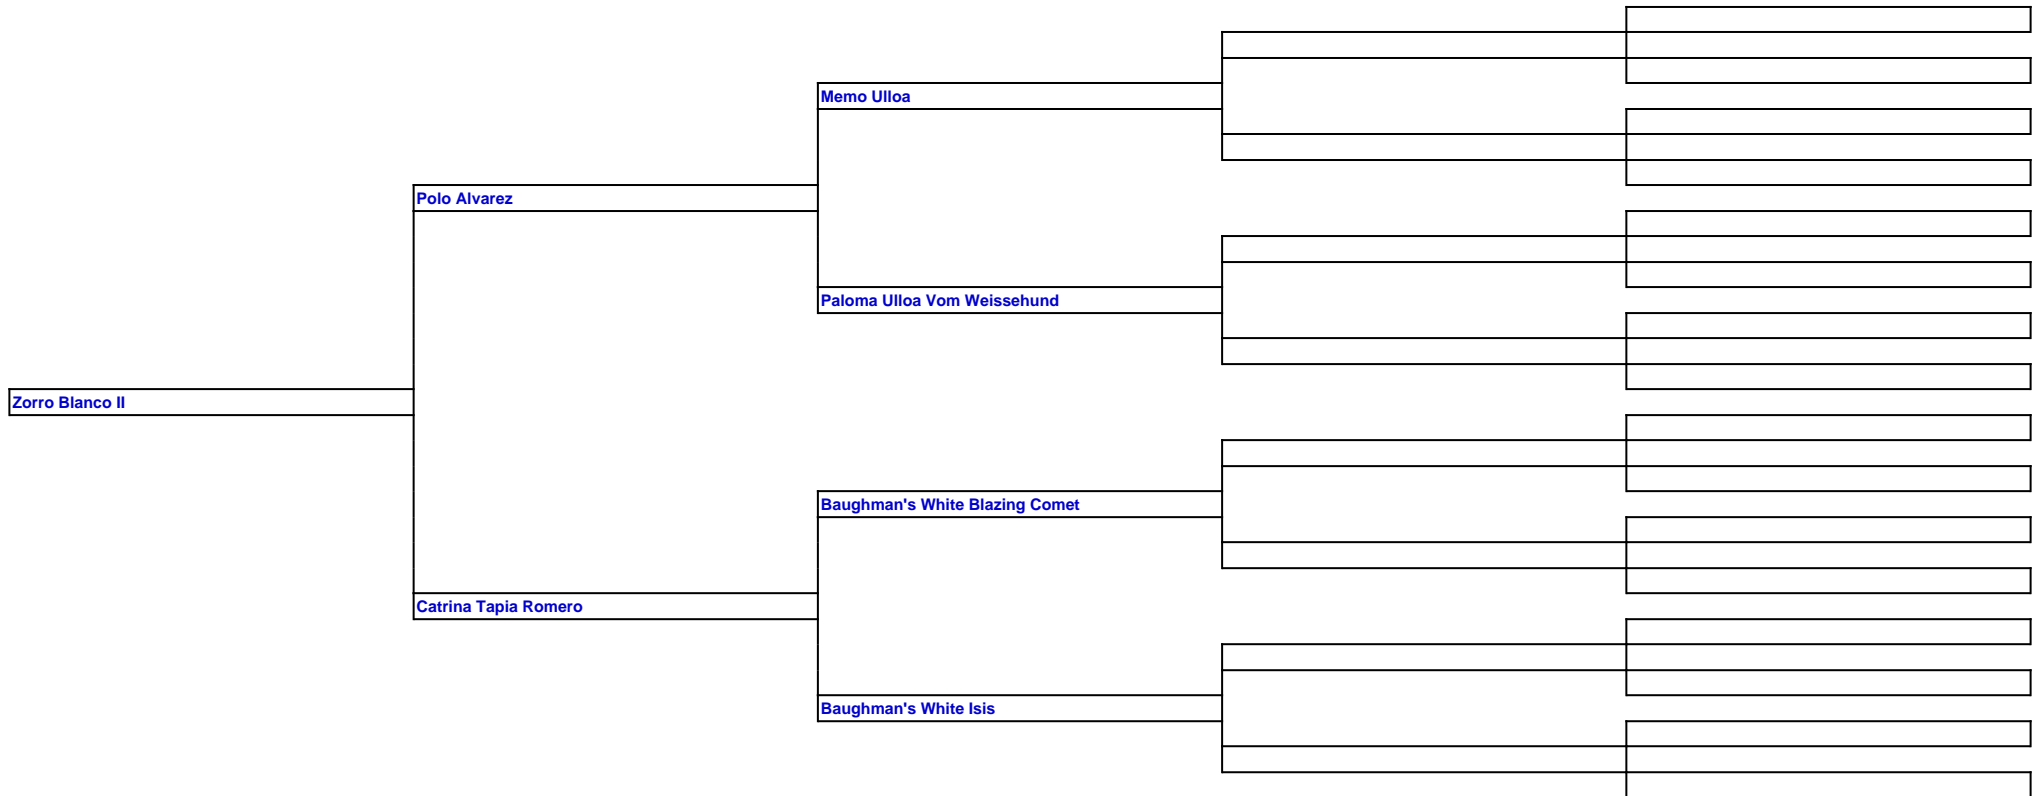 Memo Ulloa
Polo Alvarez
Paloma Ulloa Vom Weissehund
Zorro Blanco II
Baughman's White Blazing Comet
Catrina Tapia Romero
Baughman's White Isis